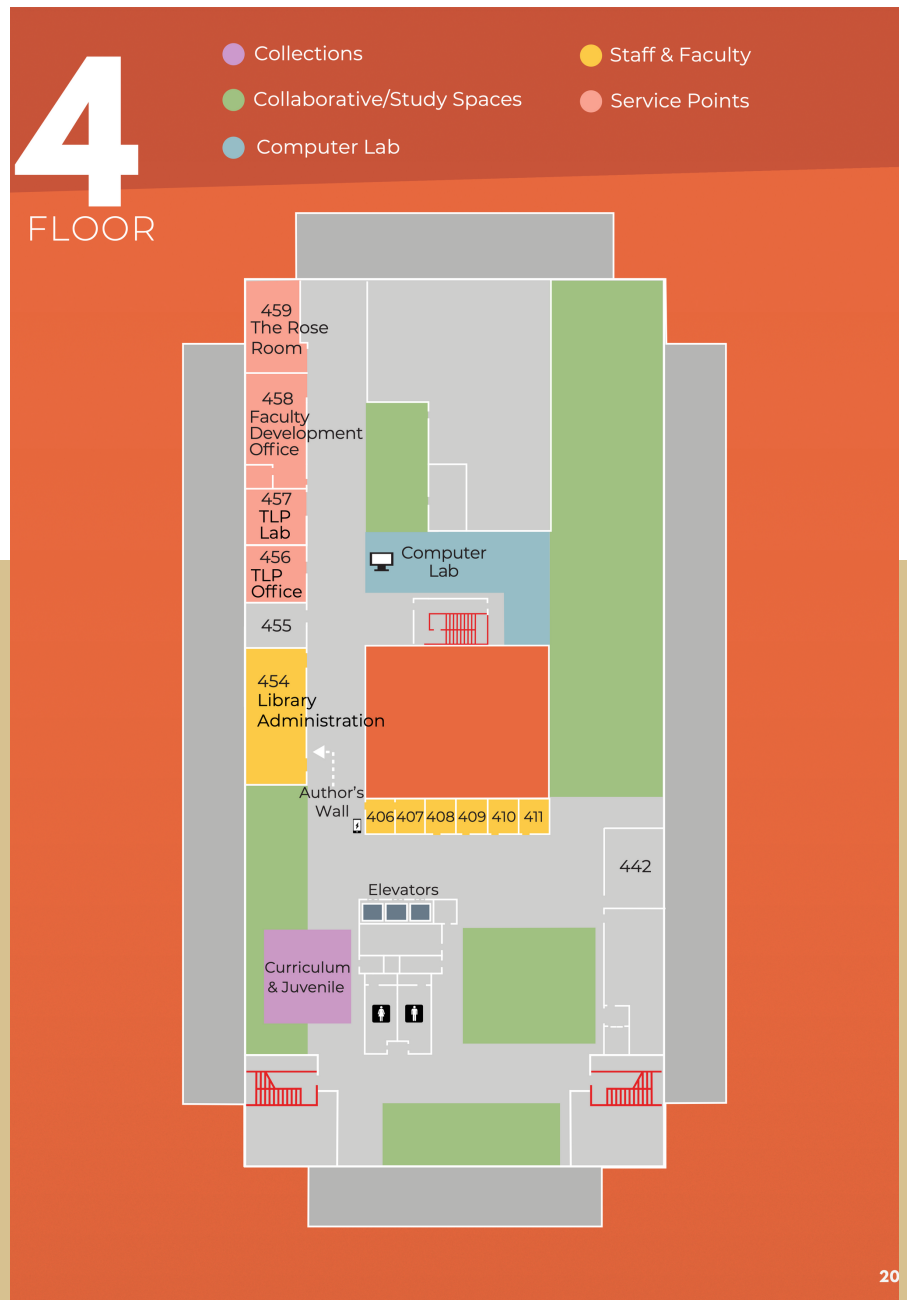 4
FLOOR
Collections
Collaborative/Study Spaces
Computer Lab
Staff & Faculty
Service Points
459
The Rose
Room
458
Faculty
Development
Office
457
TLP
Lab
456
TLP
Office
455
454
Library
Administration
Computer
Lab
Author's
Wall
406
407
408
409
410
411
442
Elevators
Curriculum
& Juvenile
20